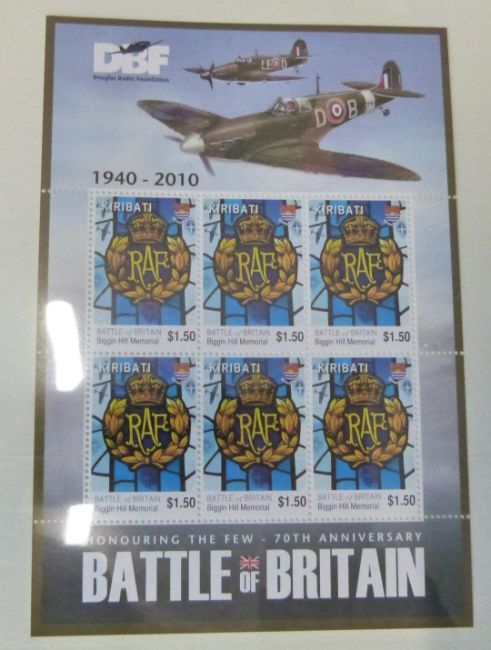 DBF
Douglas Bader Foundation
LE D
D B
1940 - 2010
KIRIBATI KIRIBATI KIRIBATI
RAF RAF RAF
BATTLE of BRITAIN BATTLE of BRITAIN BATTLE of BRITAIN
Biggin Hill Memorial $1.50 Biggin Hill Memorial $1.50 Biggin Hill Memorial $1.50
KIRIBATI KIRIBATI KIRIBATI
RAF RAF RAF
BATTLE of BRITAIN BATTLE of BRITAIN BATTLE of BRITAIN
Biggin Hill Memorial $1.50 Biggin Hill Memorial $1.50 Biggin Hill Memorial $1.50
HONOURING THE FEW - 70TH ANNIVERSARY
BATTLE OF BRITAIN